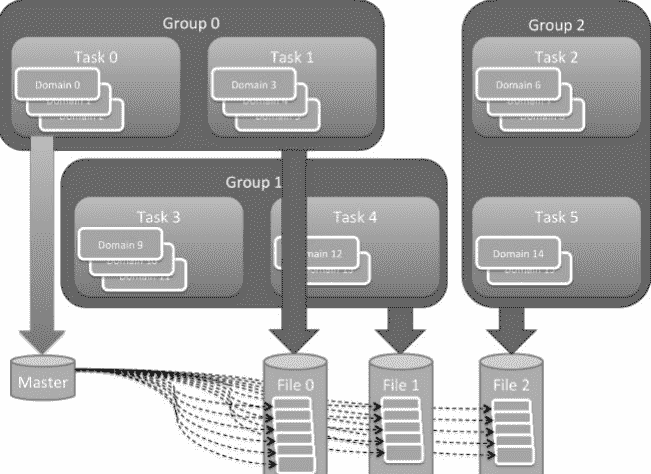 Group 0
Group 2
Task 0
Task 1
Task 2
Domain 0
Domain 3
Domain 6
Group 1
Task 3
Task 4
Task 5
Domain 9
Domain 12
Domain 14
Master
File 0
File 1
File 2